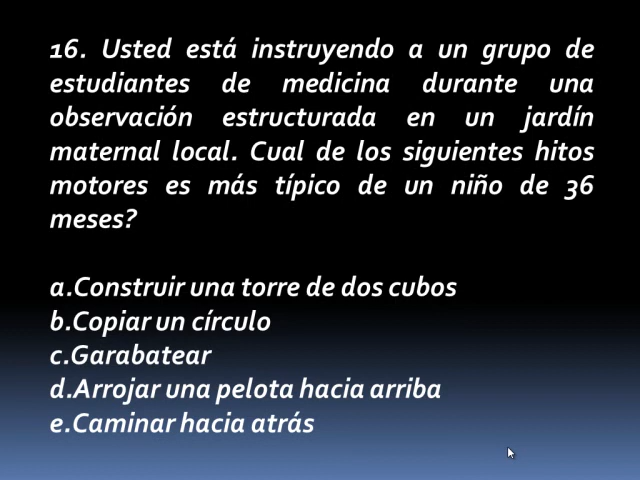 16. Usted está instruyendo a un grupo de
estudiantes de medicina durante una
observación estructurada en un jardín
maternal local. Cual de los siguientes hitos
motores es más típico de un niño de 36
meses?
a.Construir una torre de dos cubos
b.Copiar un círculo
c.Garabatear
d.Arrojar una pelota hacia arriba
e.Caminar hacia atrás